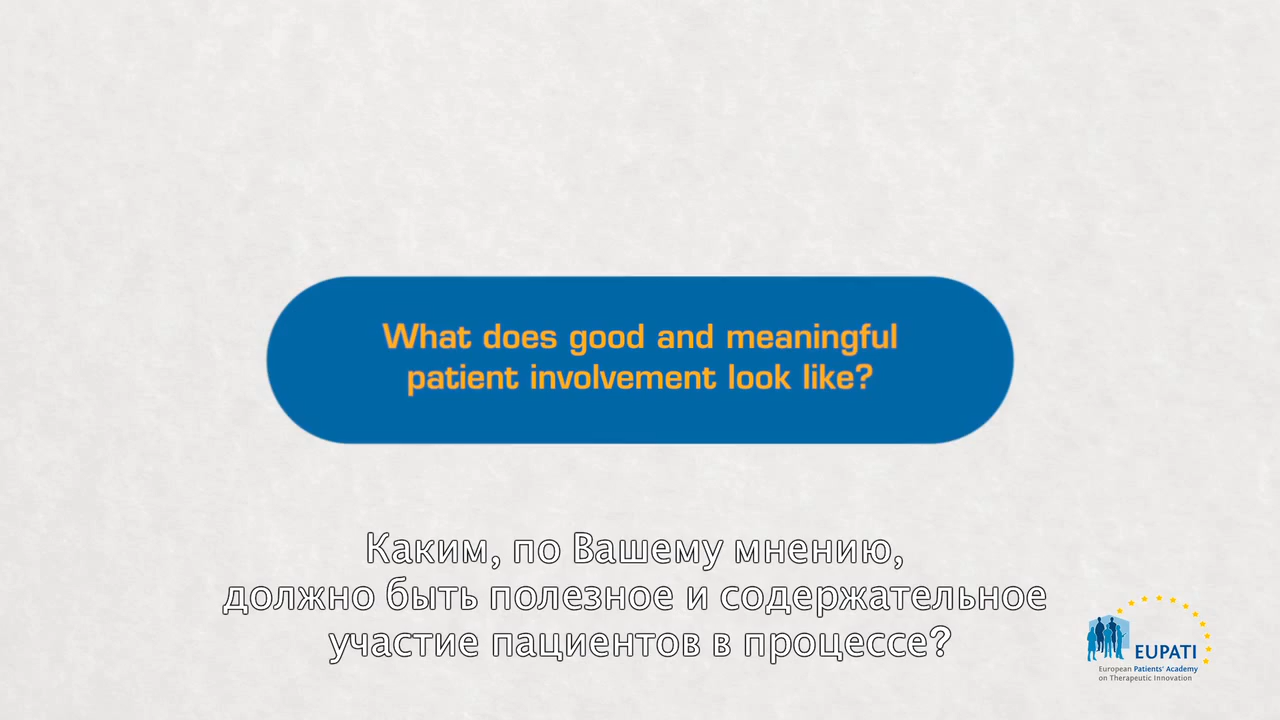 What does good and meaningful
patient involvement look like?
Каким, по Вашему мнению,
должно быть полезное и содержательное
участие пациентов в процессе?
EUPATI
European Patients' Academy
on Therapeutic Innovation